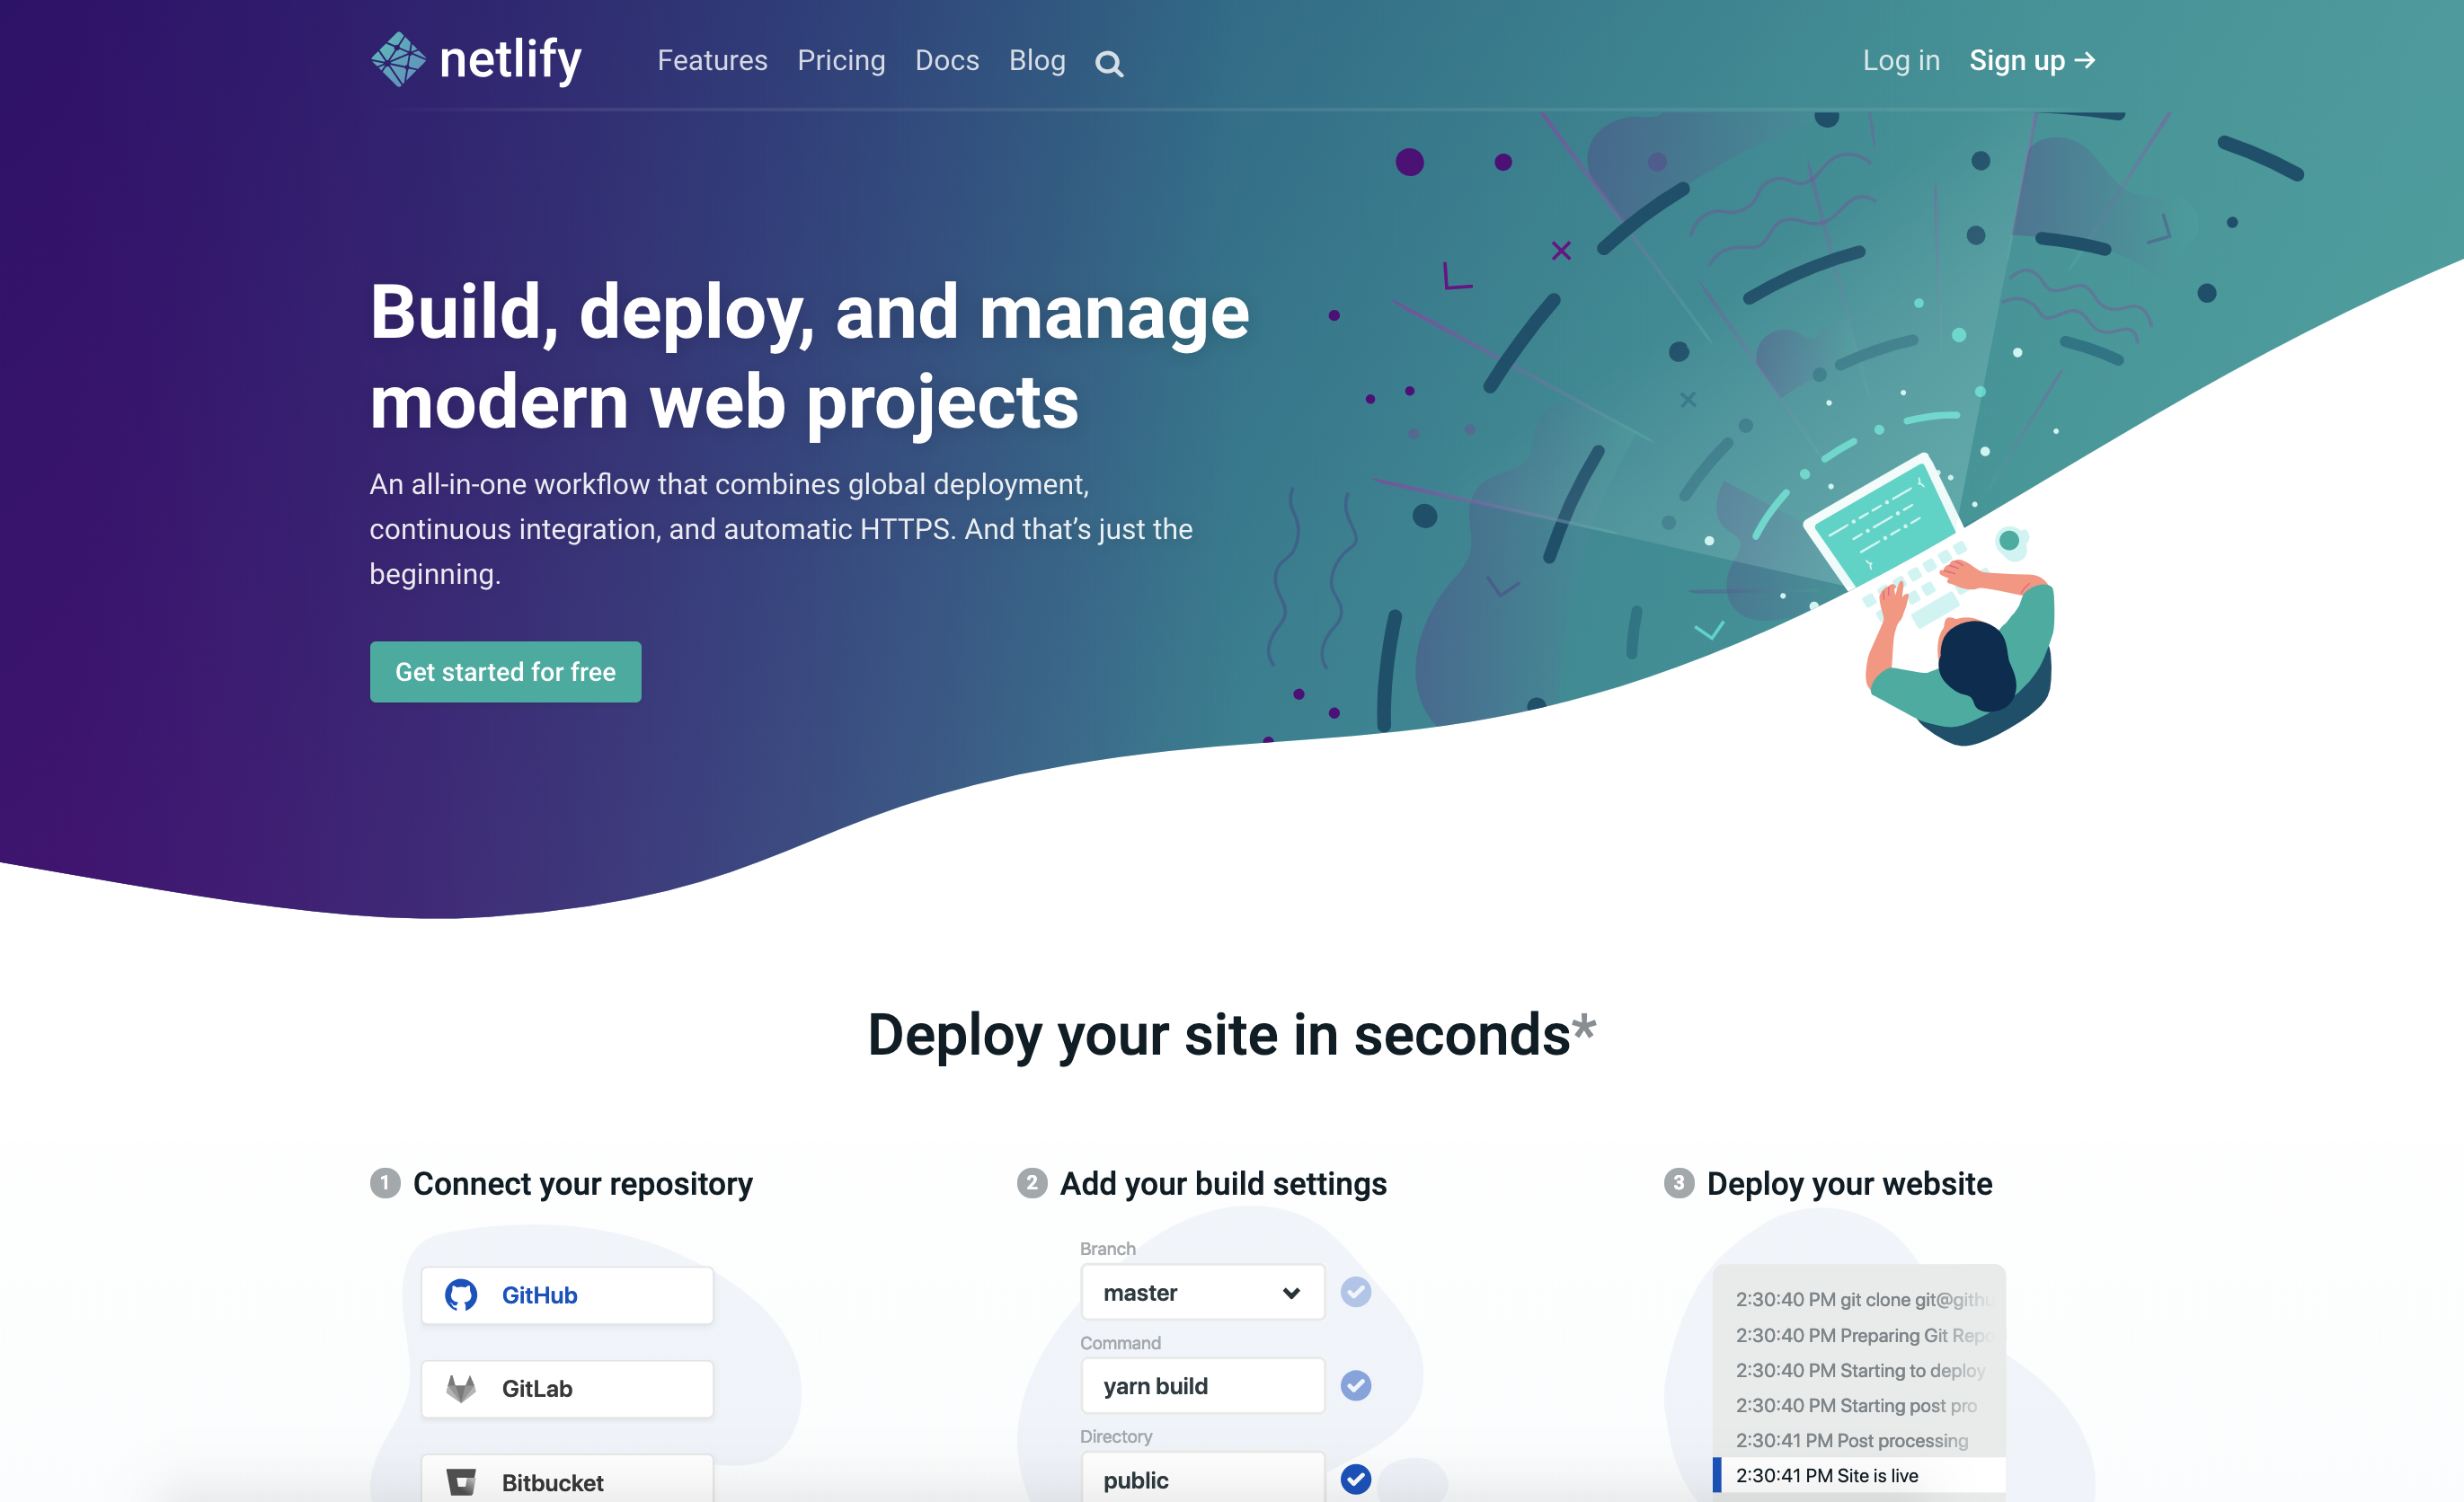 netlify
Features Pricing Docs Blog
Log in Sign up →
Build, deploy, and manage
modern web projects
An all-in-one workflow that combines global deployment,
continuous integration, and automatic HTTPS. And that’s just the
beginning.
Get started for free
Deploy your site in seconds*
1 Connect your repository
GitHub
GitLab
Bitbucket
2 Add your build settings
Branch
master
Command
yarn build
Directory
public
3 Deploy your website
2:30:40 PM git clone git@githu
2:30:40 PM Preparing Git Repo
2:30:40 PM Starting to deploy
2:30:40 PM Starting post pro
2:30:41 PM Post processing
2:30:41 PM Site is live